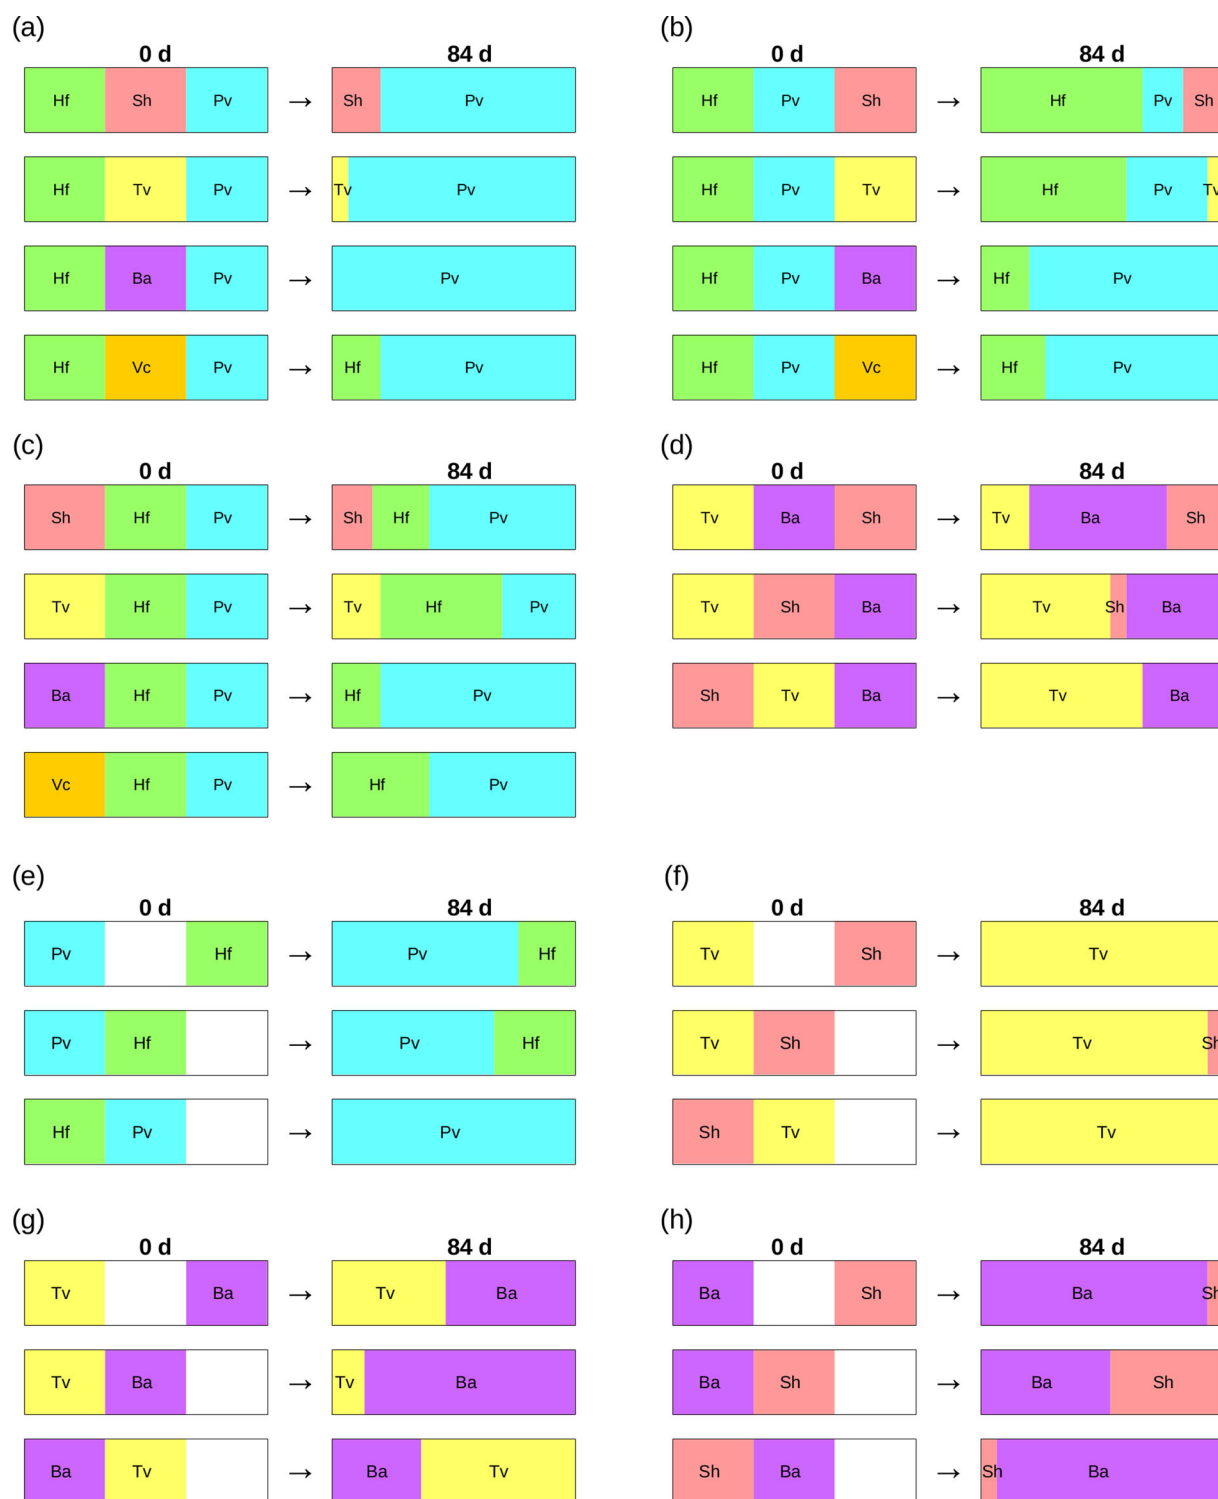 (a)
0 d 84 d
Hf Sh Pv → Sh Pv
Hf Tv Pv → Tv Pv
Hf Ba Pv → Pv
Hf Vc Pv → Hf Pv
(b)
0 d 84 d
Hf Pv Sh → Hf Pv Sh
Hf Pv Tv → Hf Pv Tv
Hf Pv Ba → Hf Pv
Hf Pv Vc → Hf Pv
(c)
0 d 84 d
Sh Hf Pv → Sh Hf Pv
Tv Hf Pv → Tv Hf Pv
Ba Hf Pv → Hf Pv
Vc Hf Pv → Hf Pv
(d)
0 d 84 d
Tv Ba Sh → Tv Ba Sh
Tv Sh Ba → Tv Sh Ba
Sh Tv Ba → Tv Ba
(e)
0 d 84 d
Pv Hf → Pv Hf
Pv Hf → Pv Hf
Hf Pv → Pv
(f)
0 d 84 d
Tv Sh → Tv
Tv Sh → Tv Sh
Sh Tv → Tv
(g)
0 d 84 d
Tv Ba → Tv Ba
Tv Ba → Tv Ba
Ba Tv → Ba Tv
(h)
0 d 84 d
Ba Sh → Ba Sh
Ba Sh → Ba Sh
Sh Ba → Sh Ba